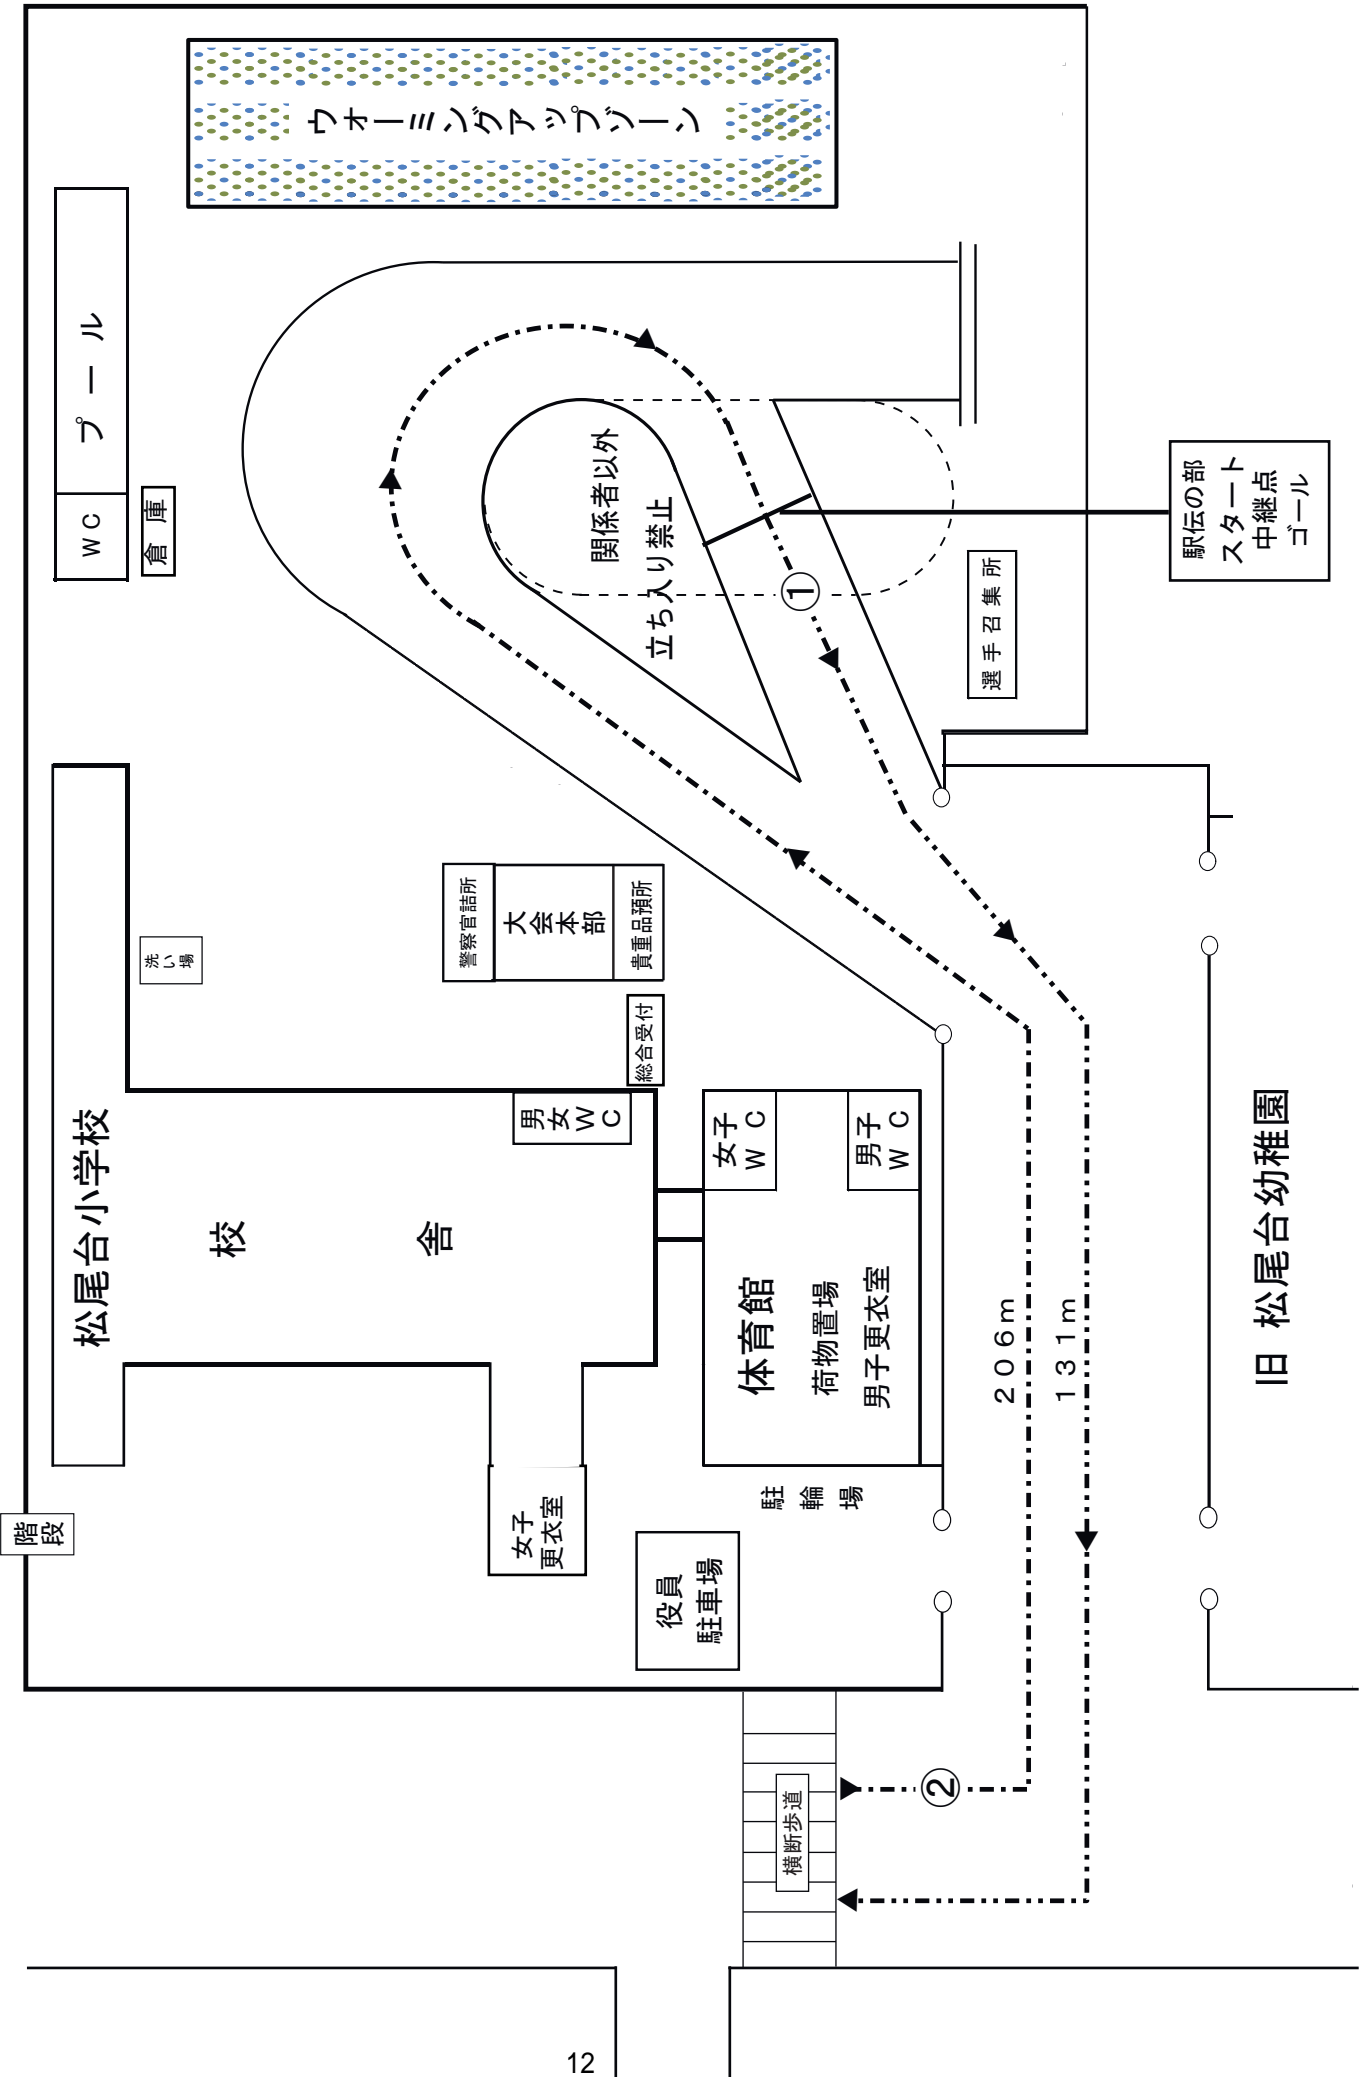 ウォーミングアップゾーン
プール
WC
倉庫
関係者以外
立ち入り禁止
①
駅伝の部
スタート
中継点
ゴール
選手召集所
警察官詰所
大会本部
貴重品預所
総合受付
洗い場
松尾台小学校
校舎
男女
WC
女子
WC
男子
WC
体育館
荷物置場
男子更衣室
206m
131m
旧 松尾台幼稚園
階段
女子
更衣室
駐輪場
役員
駐車場
②
横断歩道
12